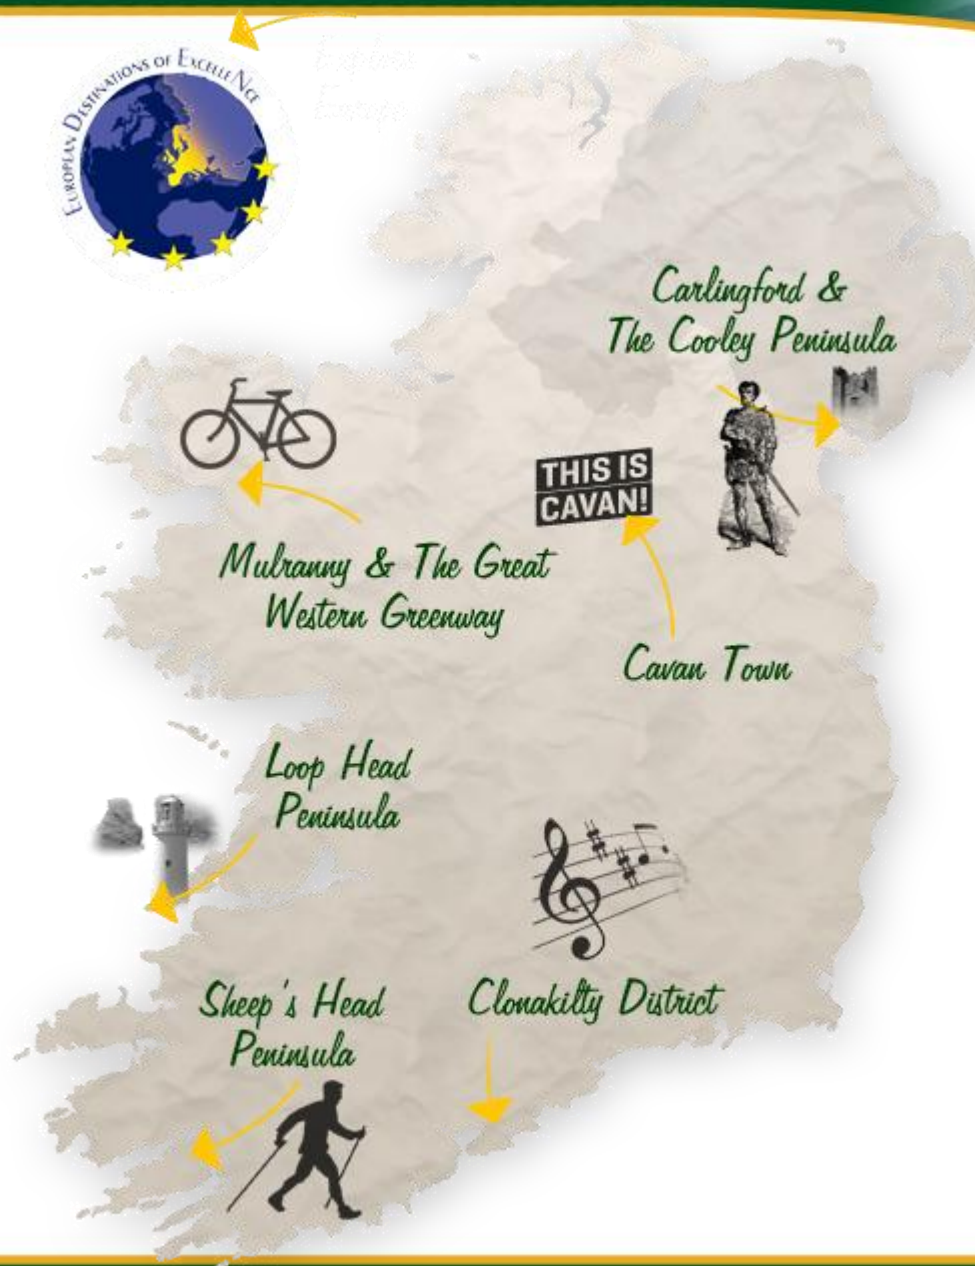 EUROPEAN DESTINATIONS OF EXCELLENCE
Carlingford &
The Cooley Peninsula
THIS IS
CAVAN!
Mulranny & The Great
Western Greenway
Cavan Town
Loop Head
Peninsula
Sheep's Head
Peninsula
Clonakilty District